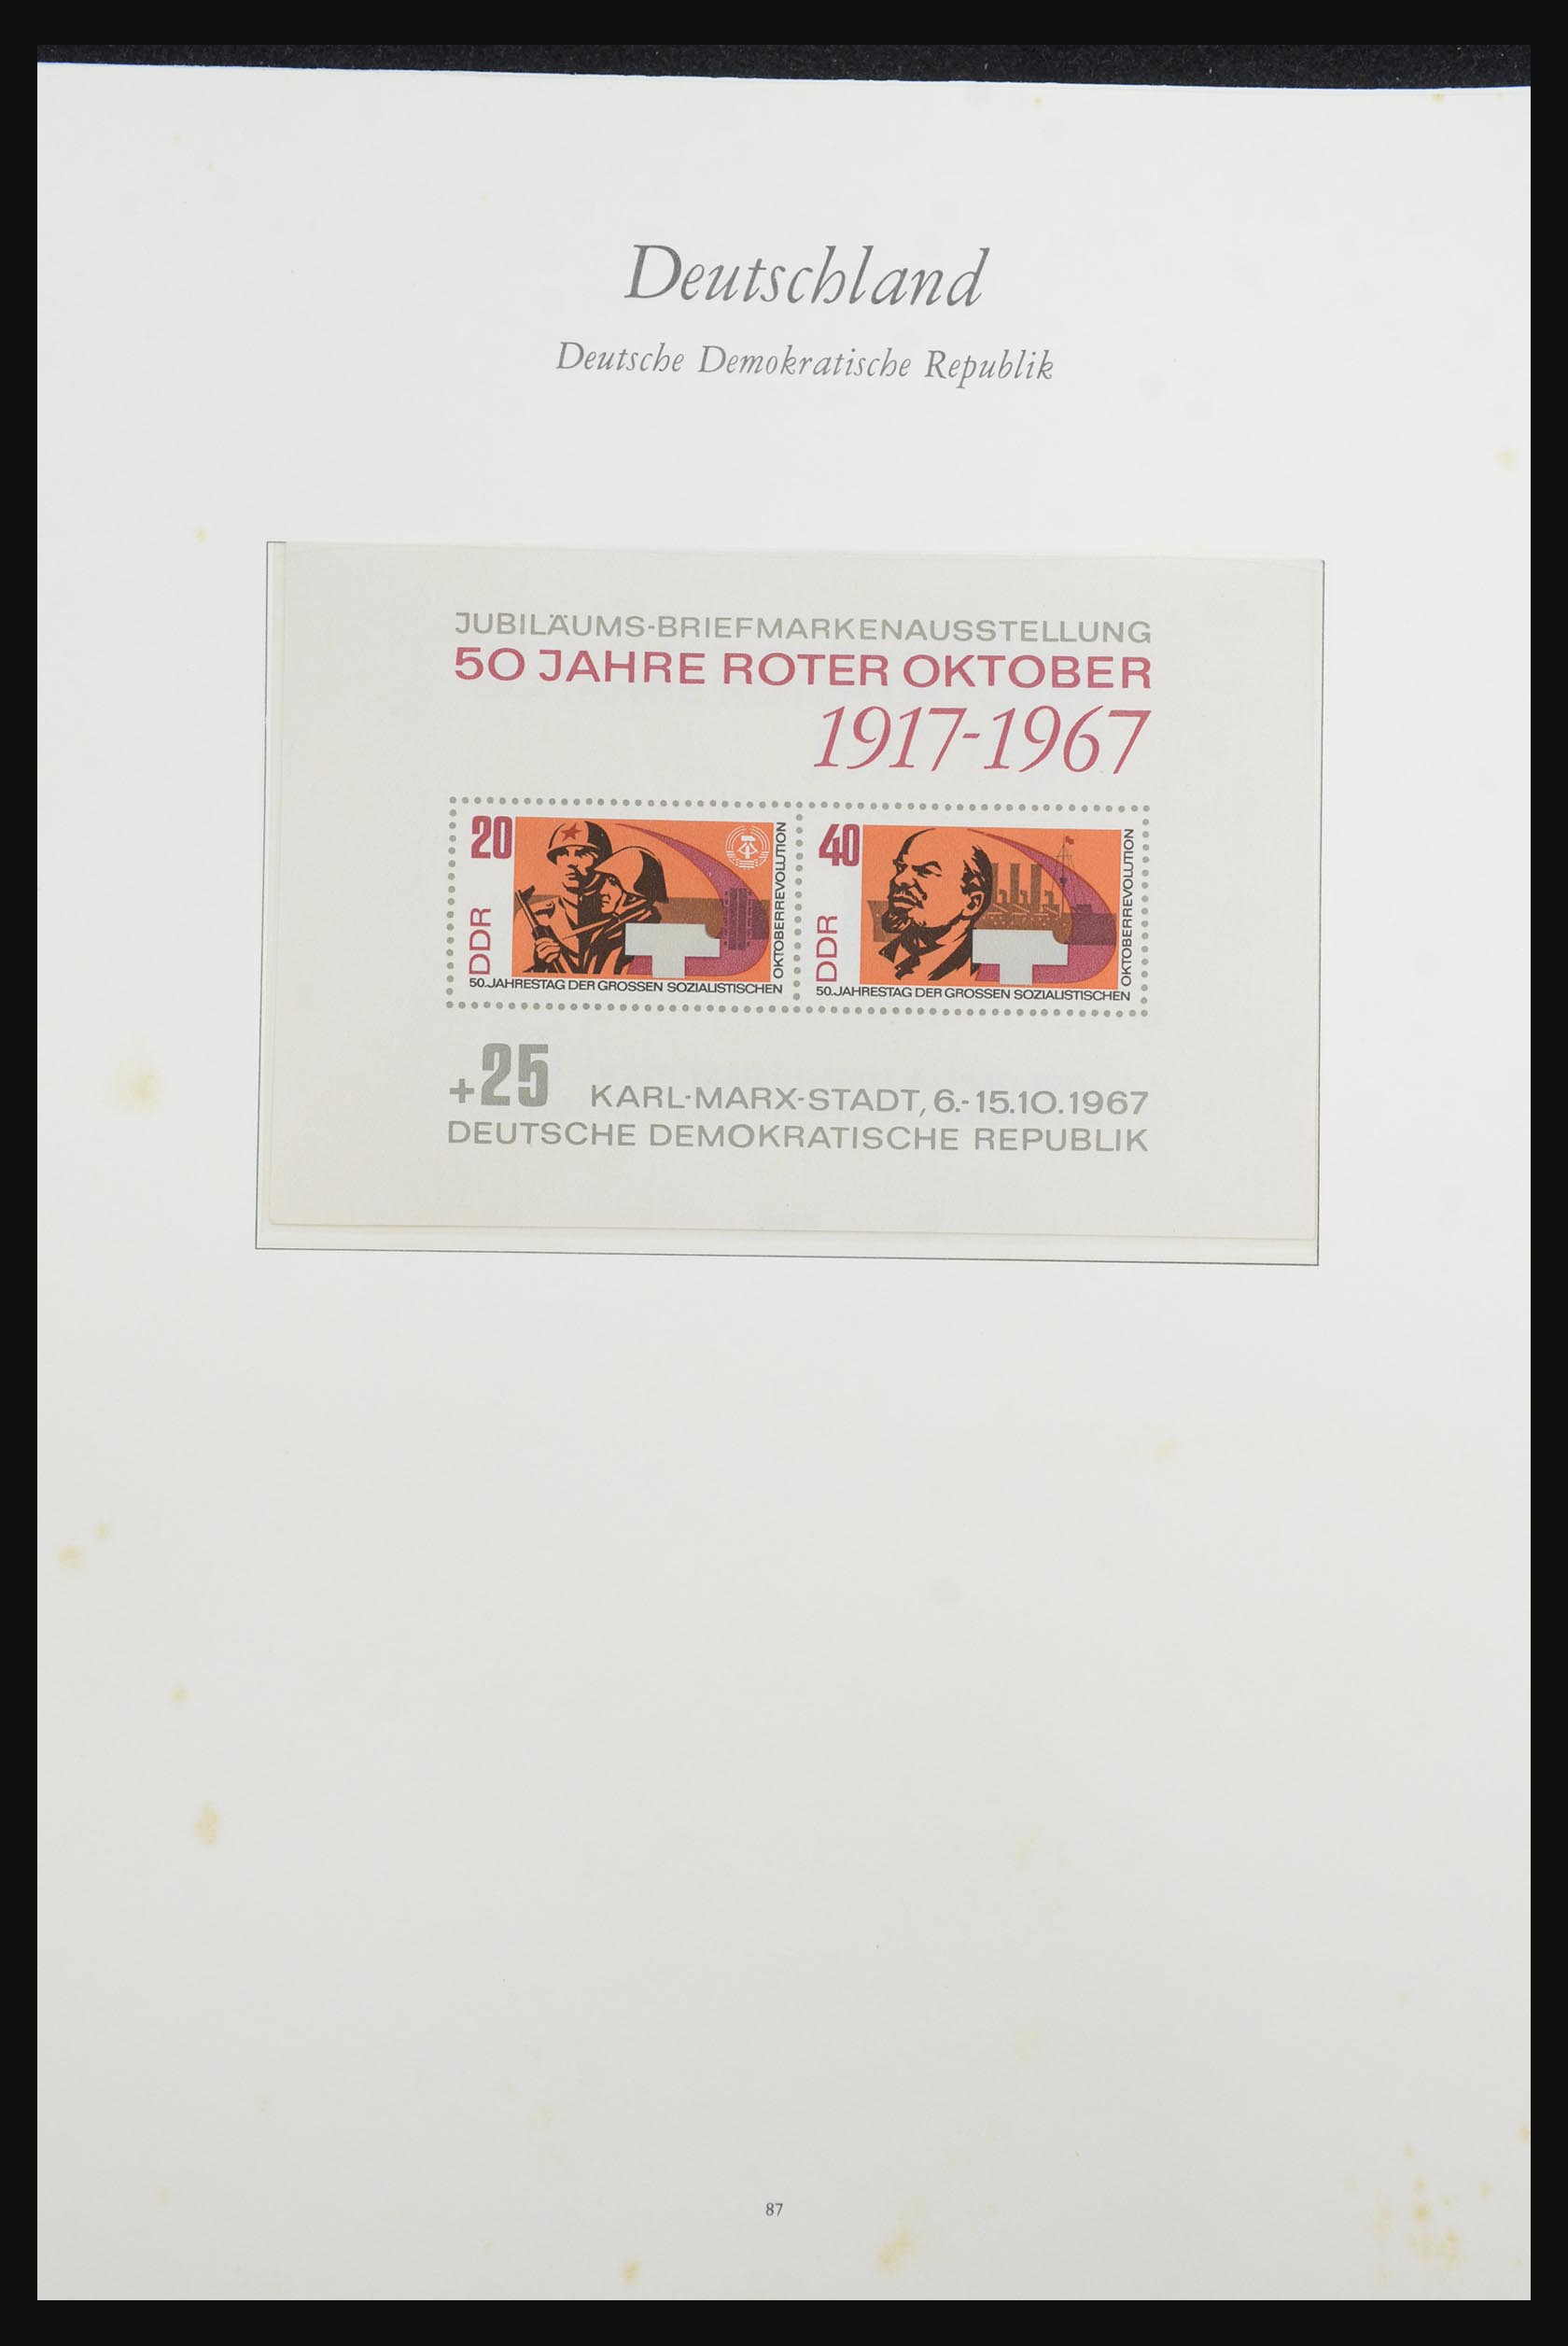 Deutschland
Deutsche Demokratische Republik
JUBILÄUMS-BRIEFMARKENAUSSTELLUNG
50 JAHRE ROTER OKTOBER
1917-1967
20
DDR
OKTOBERREVOLUTION
50.JAHRESTAG DER GROSSEN SOZIALISTISCHEN
40
DDR
OKTOBERREVOLUTION
50.JAHRESTAG DER GROSSEN SOZIALISTISCHEN
+25 KARL-MARX-STADT, 6.-15.10.1967
DEUTSCHE DEMOKRATISCHE REPUBLIK
87